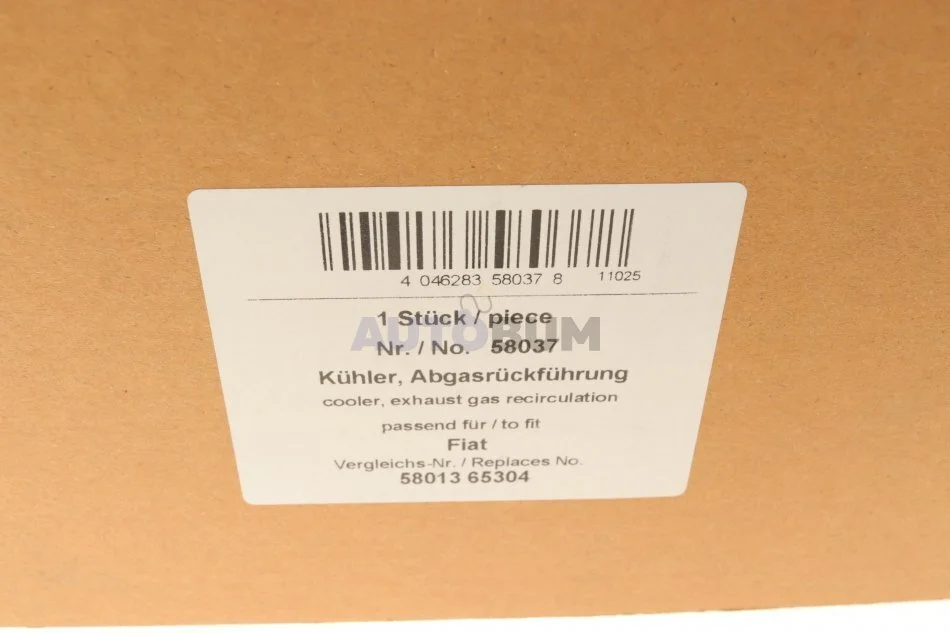 4 046283 58037 8 11025
1 Stück / piece
AUTOBUM
Nr. / No. 58037
Kühler, Abgasrückführung
cooler, exhaust gas recirculation
passend für / to fit
Fiat
Vergleichs-Nr. / Replaces No.
58013 65304